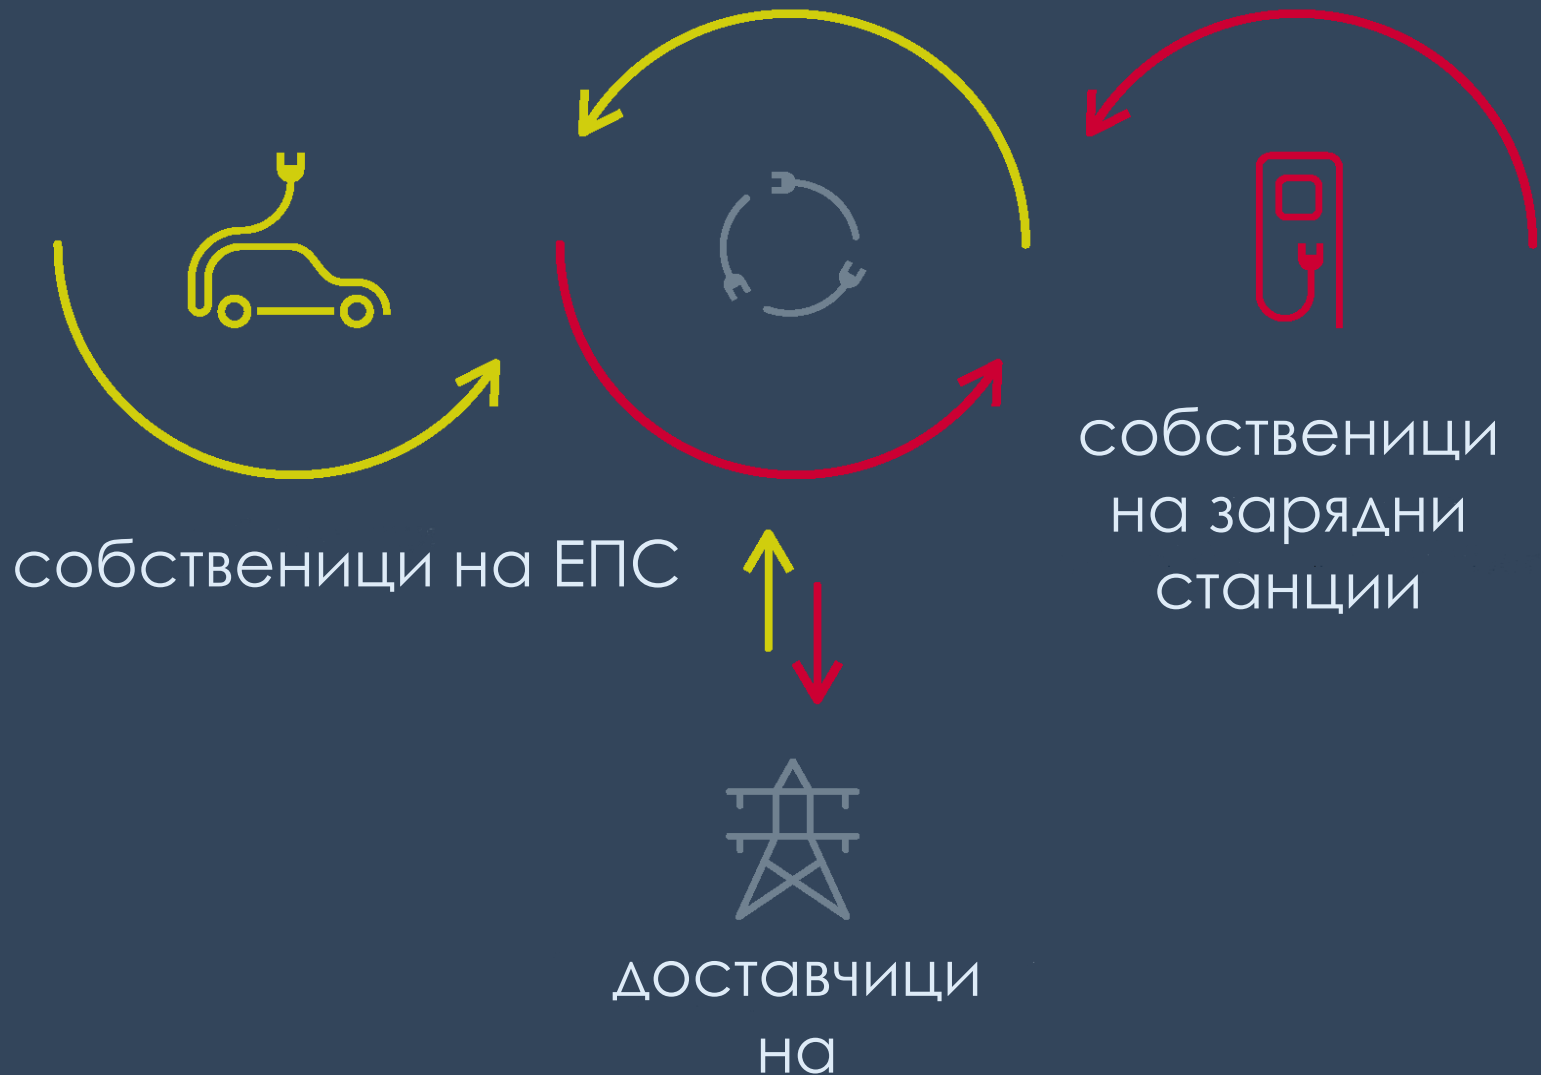 собственици
на зарядни
станции
собственици на ЕПС
доставчици
на